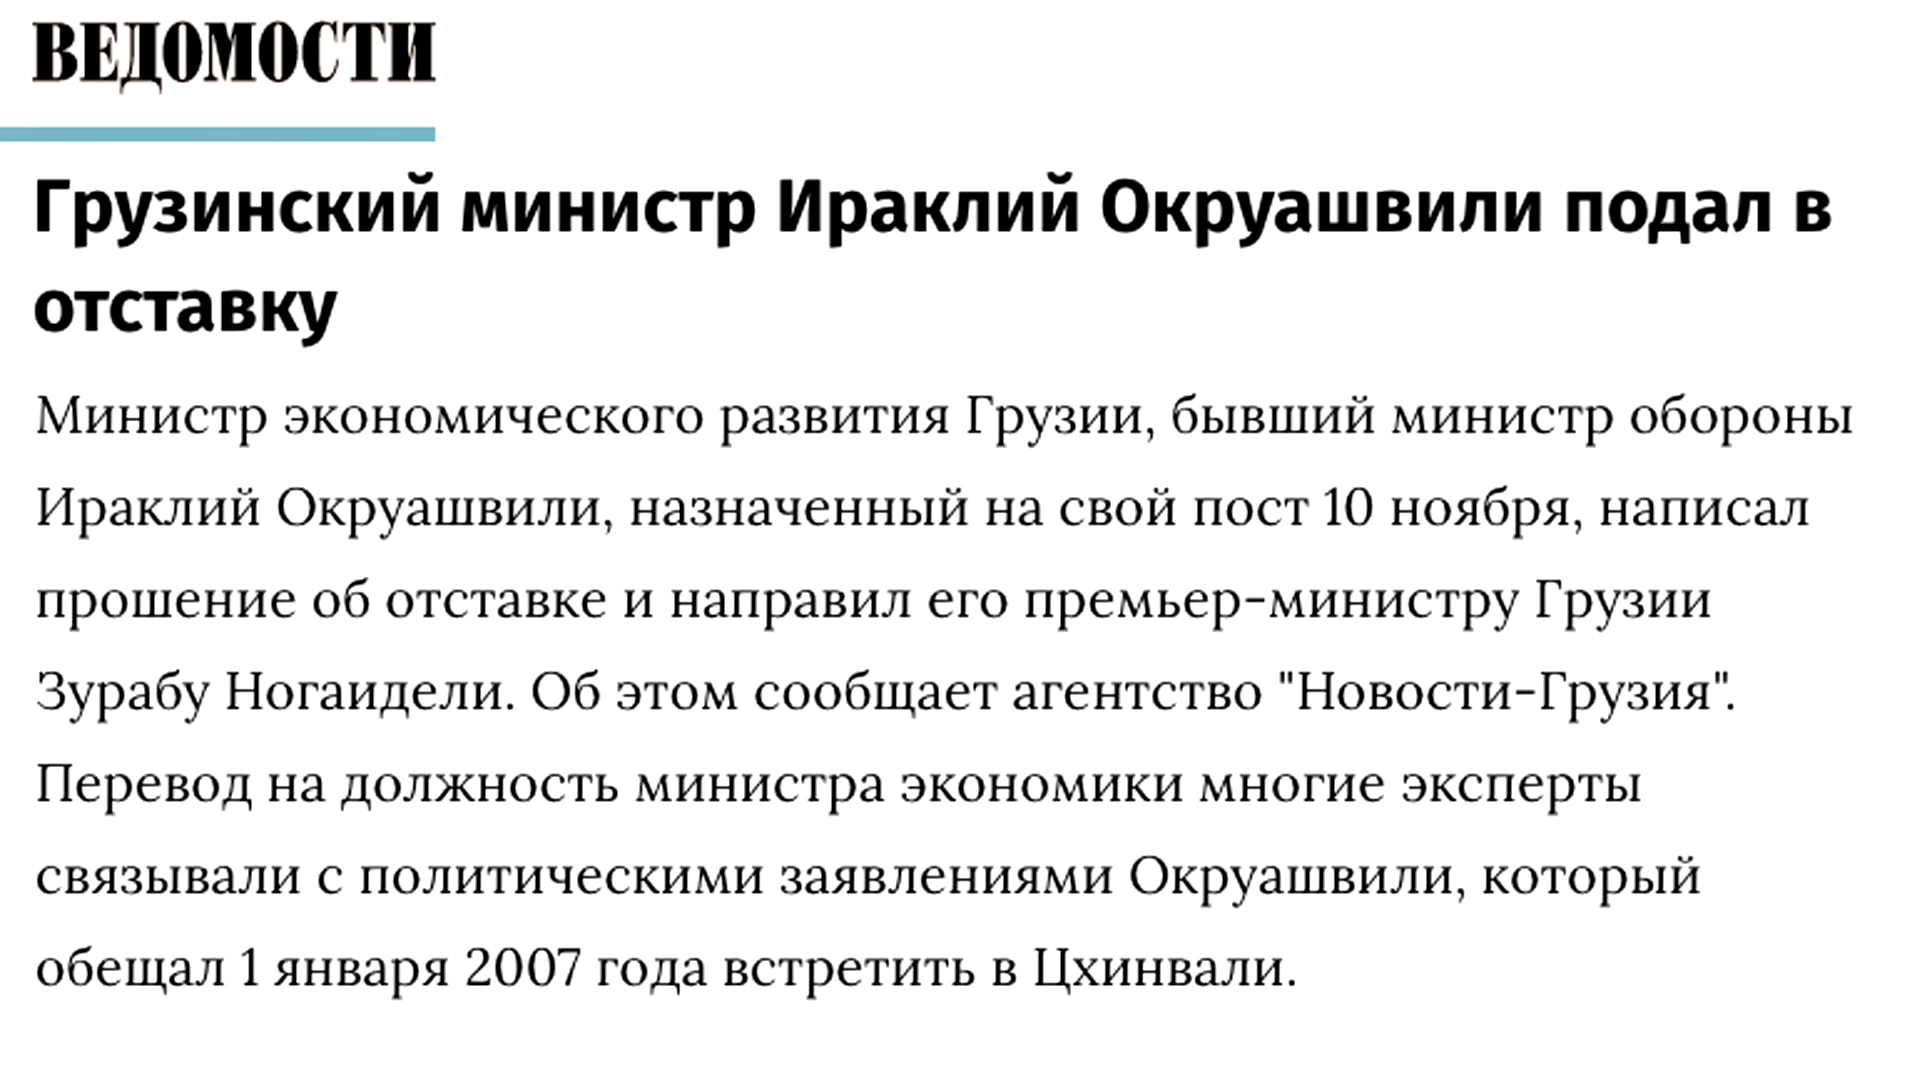 ВЕДОМОСТИ
Грузинский министр Ираклий Окруашвили подал в
отставку
Министр экономического развития Грузии, бывший министр обороны
Ираклий Окруашвили, назначенный на свой пост 10 ноября, написал
прошение об отставке и направил его премьер-министру Грузии
Зурабу Ногаидели. Об этом сообщает агентство "Новости-Грузия".
Перевод на должность министра экономики многие эксперты
связывали с политическими заявлениями Окруашвили, который
обещал 1 января 2007 года встретить в Цхинвали.